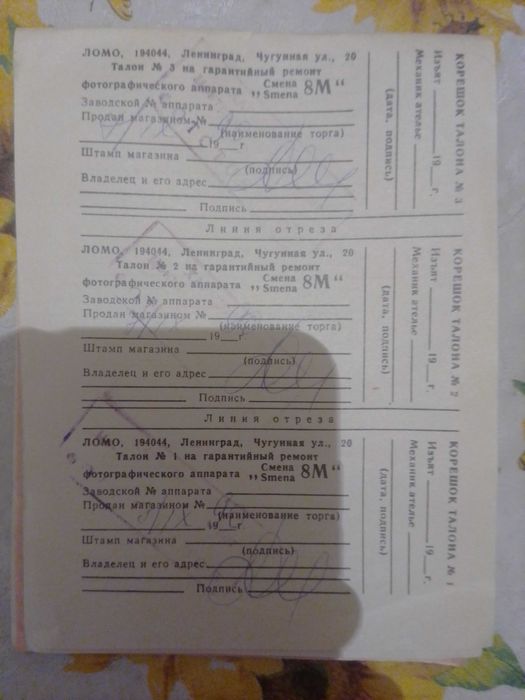 ЛОМО, 194044, Ленинград, Чугунная ул., 20
Талон № 3 на гарантийный ремонт
фотографического аппарата „ Смена 8М“
Smena
Заводской № аппарата
Продан магазином №
(наименование торга)
19 г
Штамп магазина
(подпись)
Владелец и его адрес
Подпись
КОРЕШОК ТАЛОНА № 3
Изъят 19 г.
Механик ателье
(дата, подпись)
Линия отреза
ЛОМО, 194044, Ленинград, Чугунная ул., 20
Талон № 2 на гарантийный ремонт
фотографического аппарата „ Смена 8М“
Smena
Заводской № аппарата
Продан магазином №
(наименование торга)
19 г.
Штамп магазина
(подпись)
Владелец и его адрес
Подпись
КОРЕШОК ТАЛОНА № 2
Изъят 19 г.
Механик ателье
(дата, подпись)
Линия отреза
ЛОМО, 194044, Ленинград, Чугунная ул., 20
Талон № 1 на гарантийный ремонт
фотографического аппарата „ Смена 8М“
Smena
Заводской № аппарата
Продан магазином №
(наименование торга)
19 г.
Штамп магазина
(подпись)
Владелец и его адрес
Подпись
КОРЕШОК ТАЛОНА № 1
Изъят 19 г.
Механик ателье
(дата, подпись)